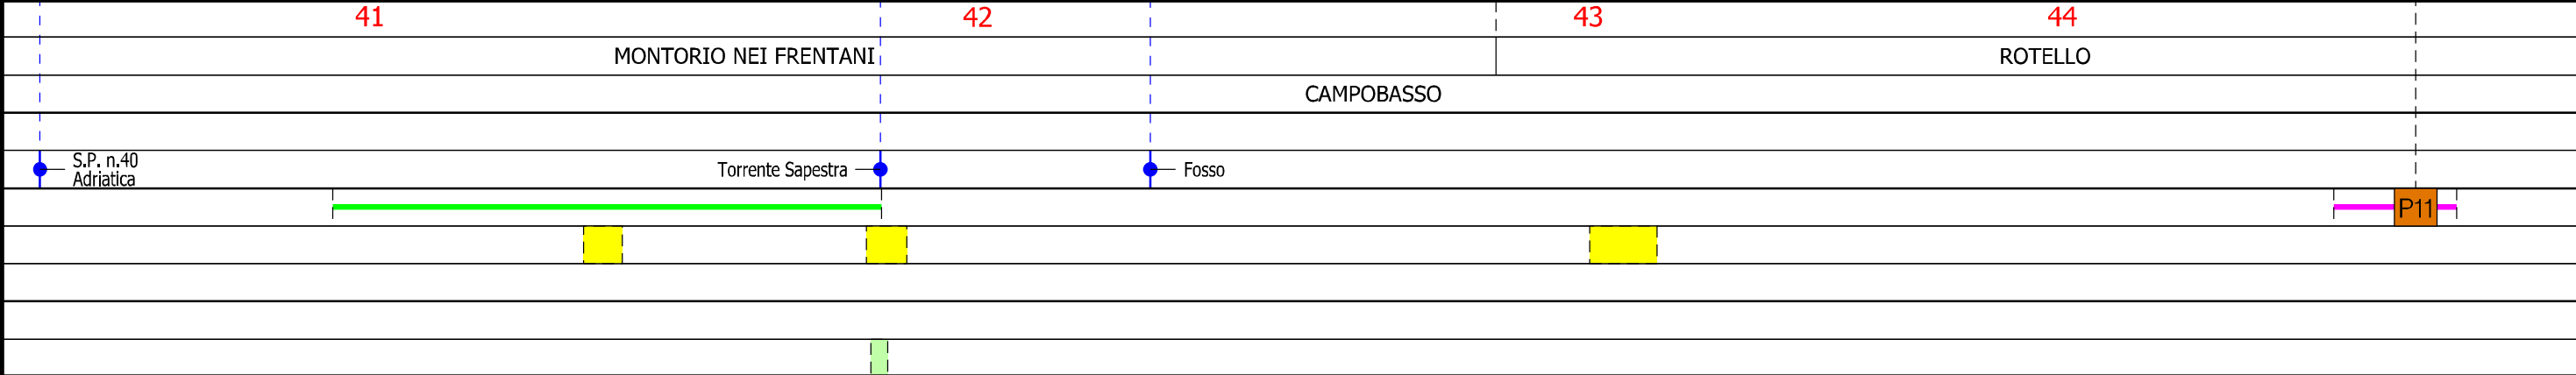 41 42 43 44
MONTORIO NEI FRENTANI ROTELLO
CAMPOBASSO
S.P. n.40
Adriatica
Torrente Sapestra
Fosso
P11